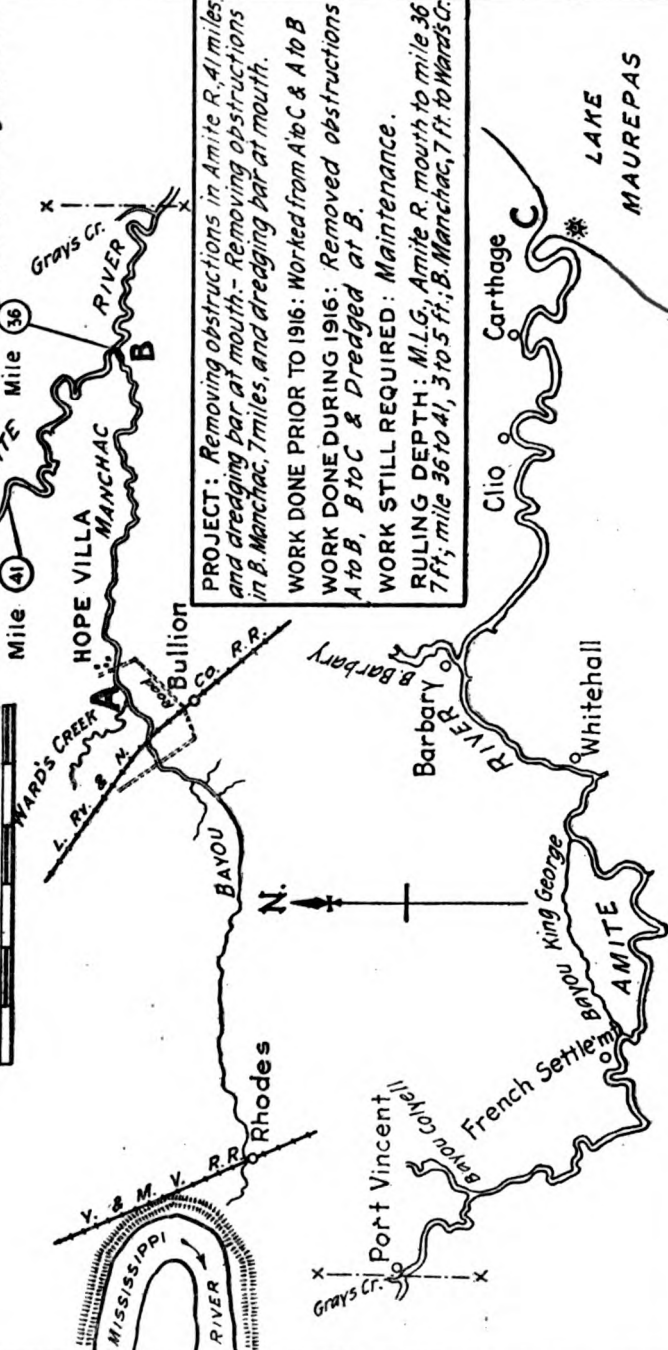 Grays Cr.
X
X
RIVER
Mile 36
B
Mile 41
MANCHAC
HOPE VILLA
A
WARD'S CREEK
Road
Bullion
L. RY. & N. CO. R. R.
BAYOU
N.
Rhodes
Y. & M. V. R. R.
MISSISSIPPI
RIVER
PROJECT: Removing obstructions in Amite R., 41 miles,
and dredging bar at mouth:- Removing obstructions
in B. Manchac, 7 miles, and dredging bar at mouth.
WORK DONE PRIOR TO 1916: Worked from A to C & A to B
WORK DONE DURING 1916: Removed obstructions
A to B, B to C & Dredged at B.
WORK STILL REQUIRED: Maintenance.
RULING DEPTH: M.L.G., Amite R. mouth to mile 36
7 ft; mile 36 to 41, 3 to 5 ft.; B. Manchac, 7 ft. to Wards Cr.
LAKE
MAUREPAS
C
Carthage
Clio
B. Barbary
Barbary
RIVER
Whitehall
BAYOU King George
AMITE
French Settle'mt
Bayou Colyell
Port Vincent
Grays Cr.
X
X